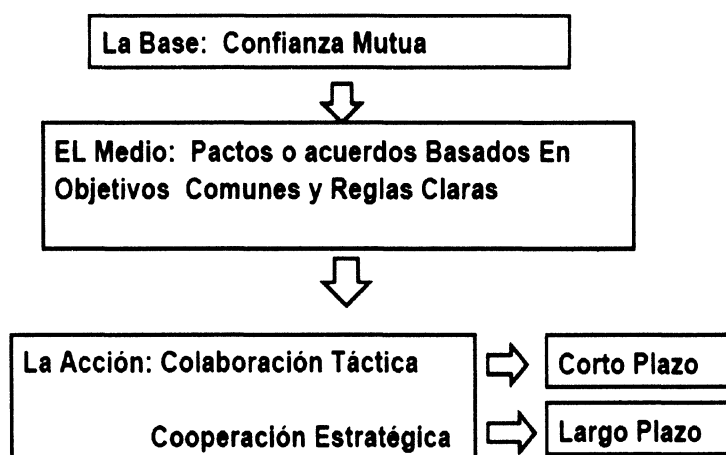 La Base: Confianza Mutua
EL Medio: Pactos o acuerdos Basados En
Objetivos Comunes y Reglas Claras
La Acción: Colaboración Táctica
Corto Plazo
Cooperación Estratégica
Largo Plazo